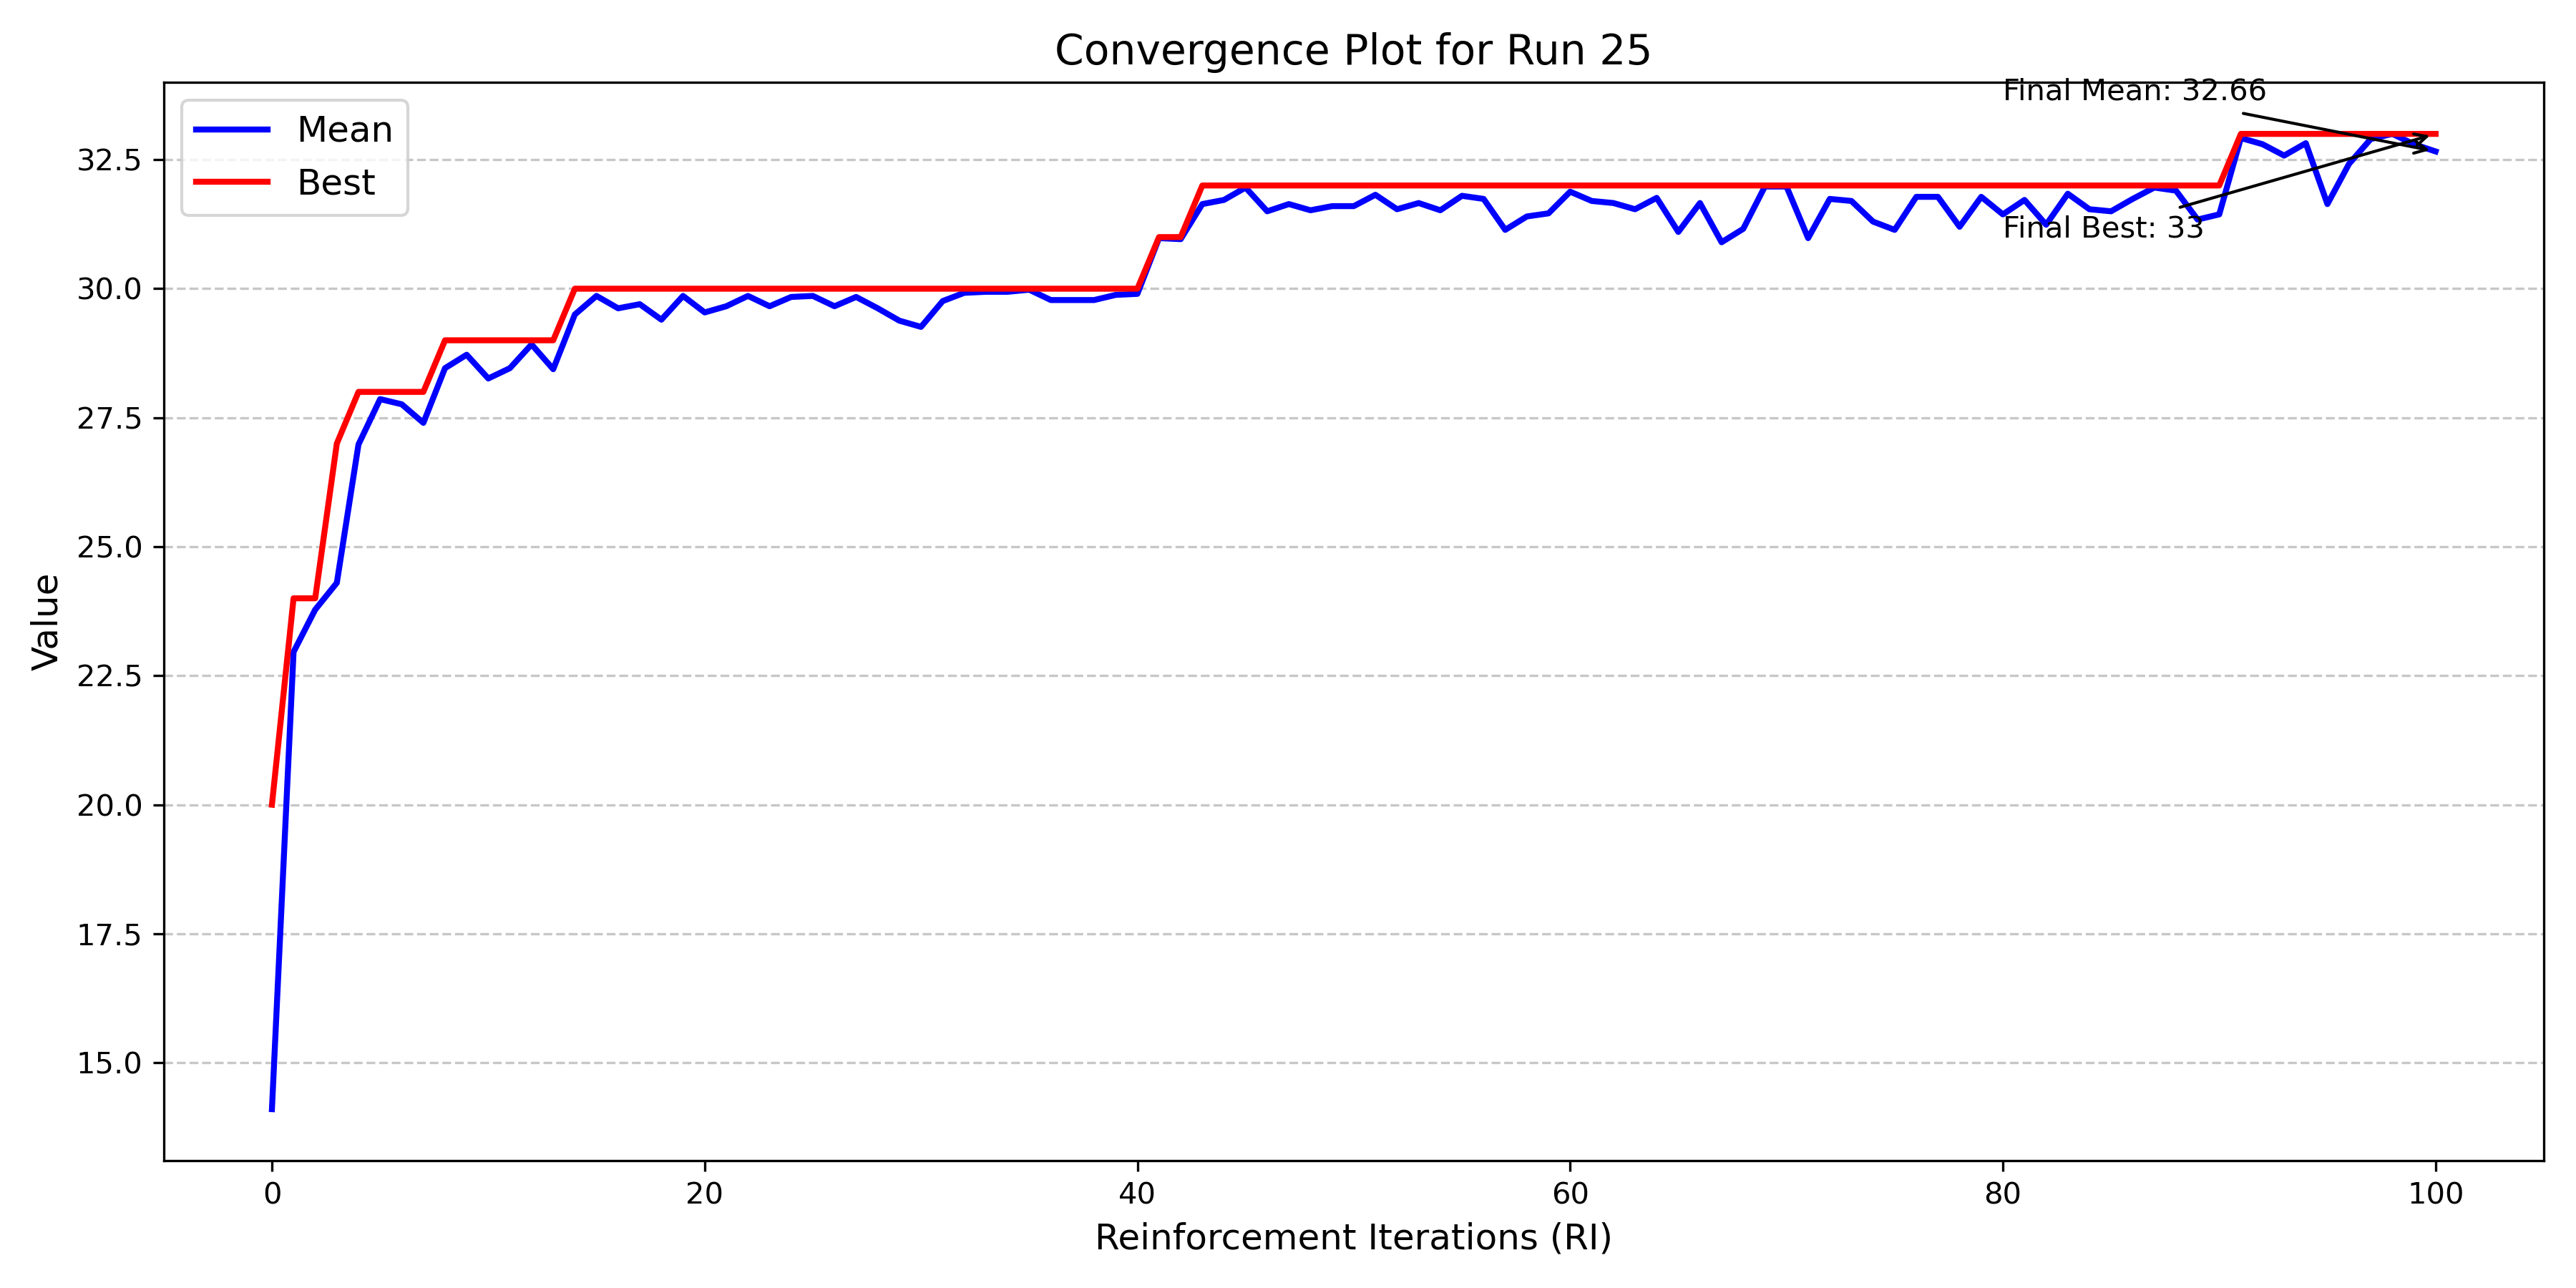 Convergence Plot for Run 25
Mean
Best
Final Mean: 32.66
Final Best: 33
32.5
30.0
27.5
25.0
22.5
20.0
17.5
15.0
Value
0 20 40 60 80 100
Reinforcement Iterations (RI)